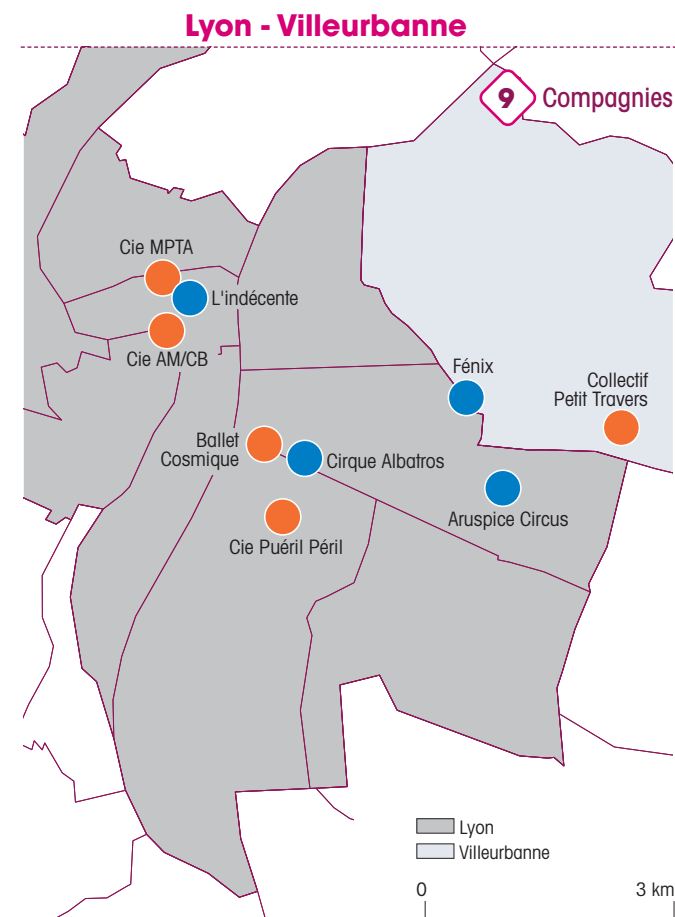 Lyon - Villeurbanne
9 Compagnies
Cie MPTA
L'indécente
Cie AM/CB
Fénix
Collectif
Petit Travers
Ballet
Cosmique
Cirque Albatros
Aruspice Circus
Cie Puéril Péril
Lyon
Villeurbanne
0 3 km